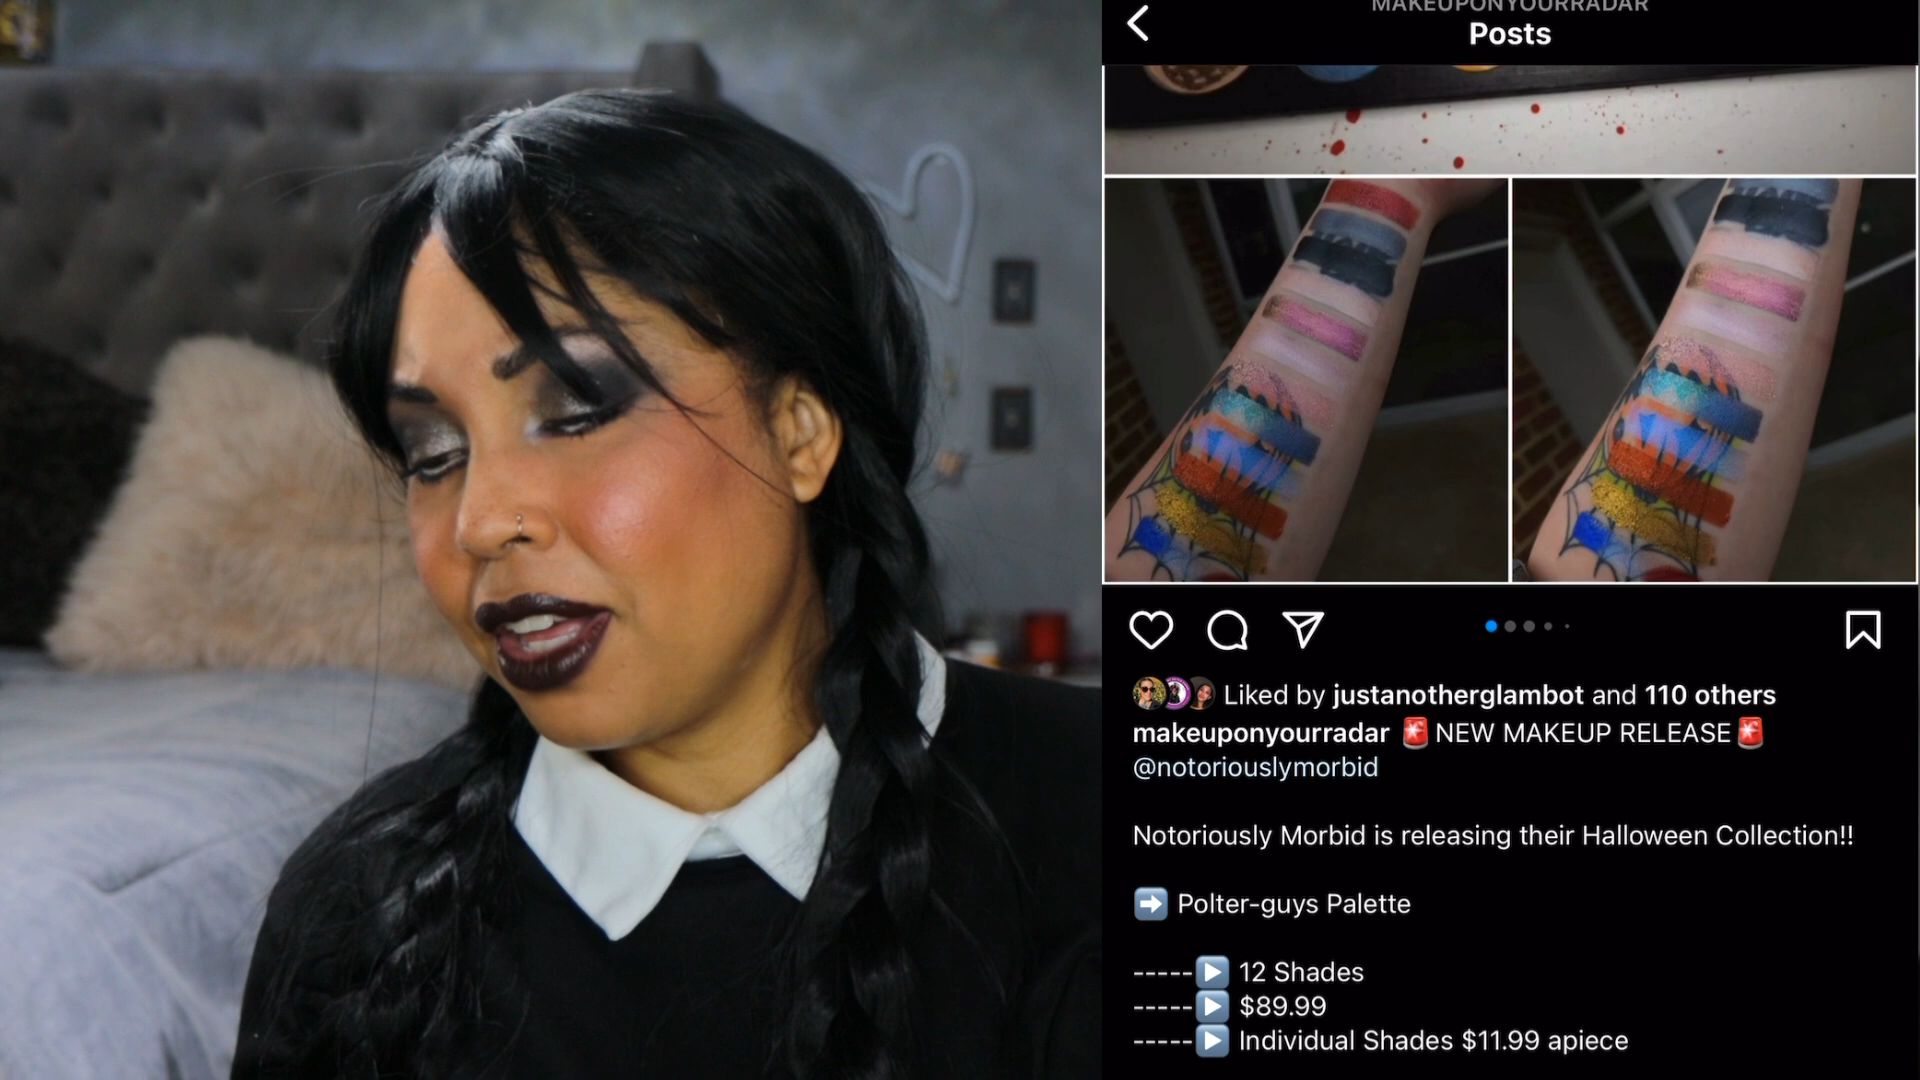 MAKEUPONYOURRADAR
Posts
Liked by justanotherglambot and 110 others
makeuponyourradar 🚨 NEW MAKEUP RELEASE 🚨
@notoriouslymorbid
Notoriously Morbid is releasing their Halloween Collection!!
➡️ Polter-guys Palette
-----▶️ 12 Shades
-----▶️ $89.99
-----▶️ Individual Shades $11.99 apiece